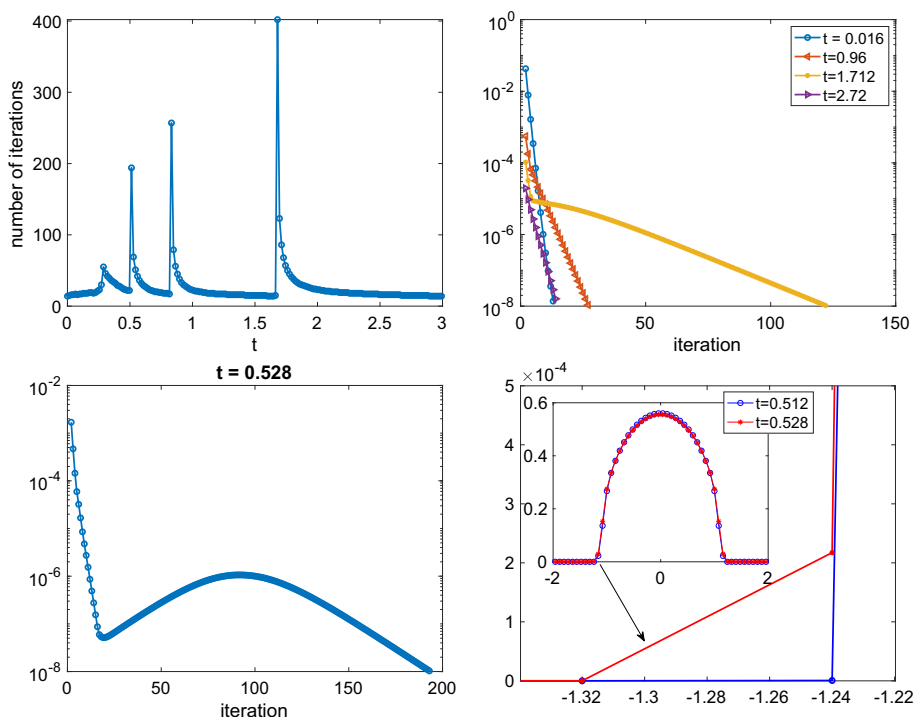 400
300
200
100
0
0 0.5 1 1.5 2 2.5 3
number of iterations
t
10^0
10^-2
10^-4
10^-6
10^-8
0 50 100 150
iteration
t = 0.016
t=0.96
t=1.712
t=2.72
t = 0.528
10^-2
10^-4
10^-6
10^-8
0 50 100 150 200
iteration
×10^-4
5
4
3
2
1
0
-1.32 -1.3 -1.28 -1.26 -1.24 -1.22
0.6
0.4
0.2
0
-2 0 2
t=0.512
t=0.528